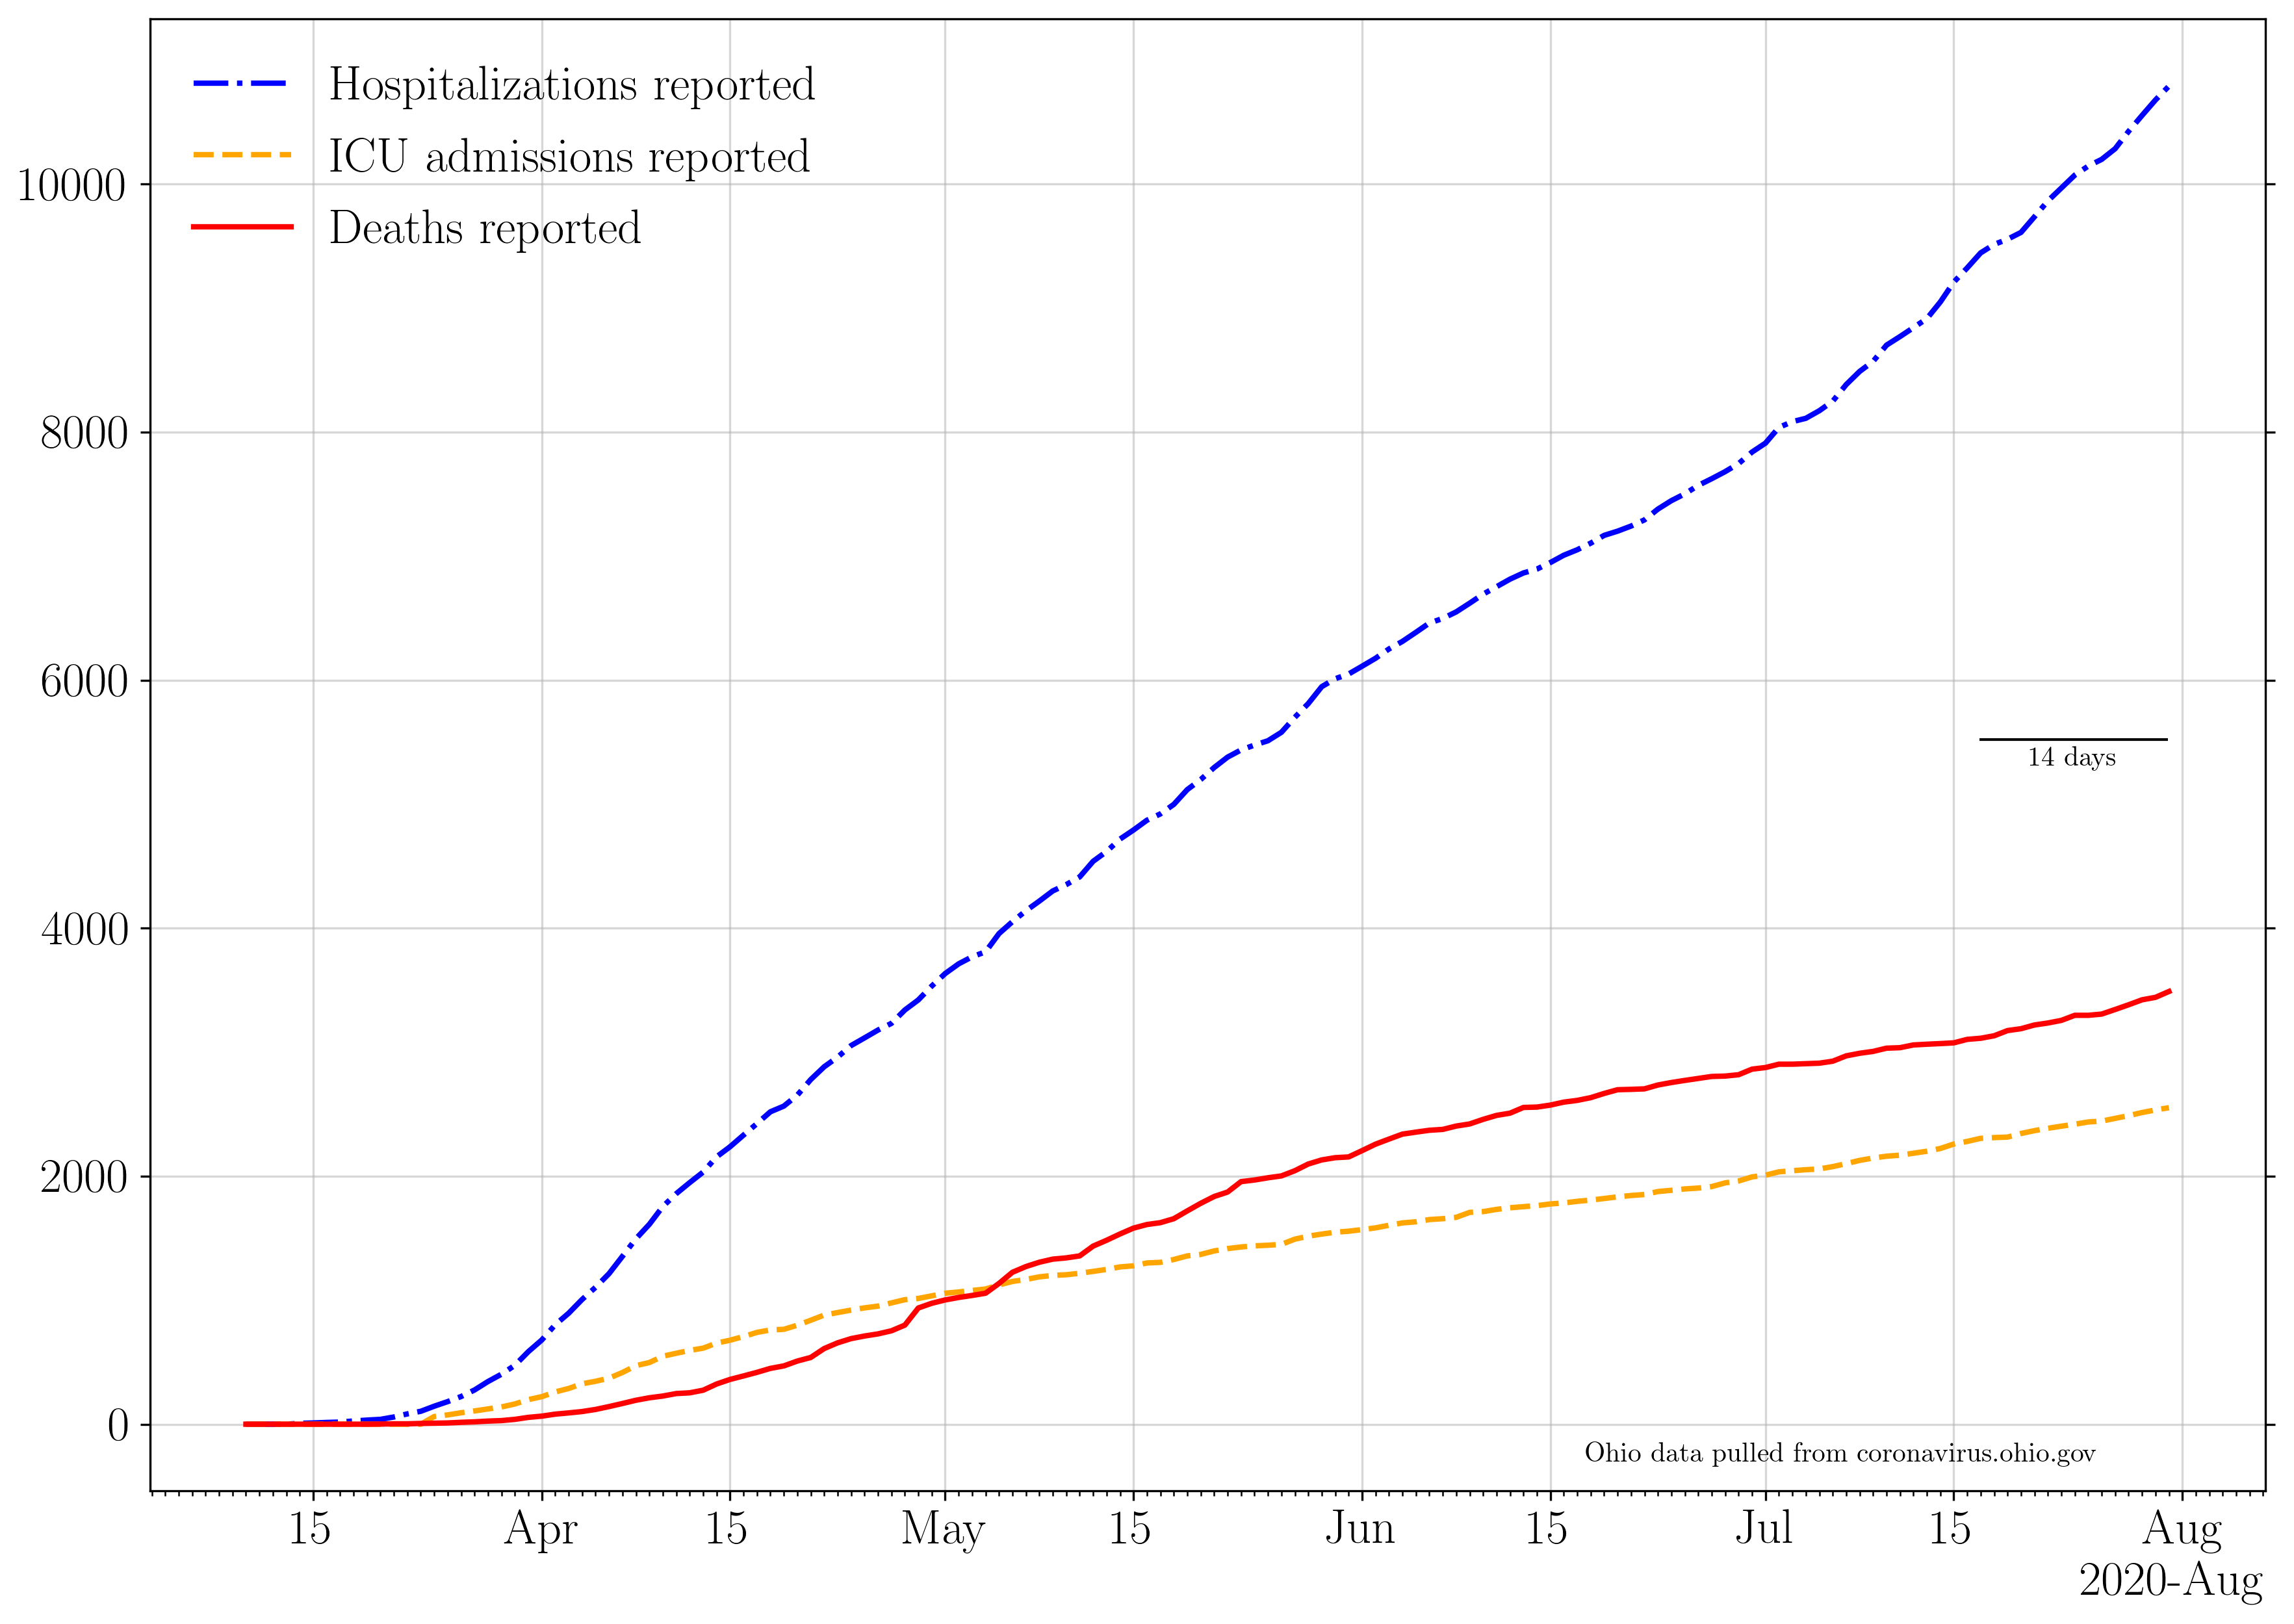 Hospitalizations reported
ICU admissions reported
Deaths reported
10000
8000
6000
14 days
4000
2000
0
Ohio data pulled from coronavirus.ohio.gov
15 Apr 15 May 15 Jun 15 Jul 15 Aug
2020-Aug